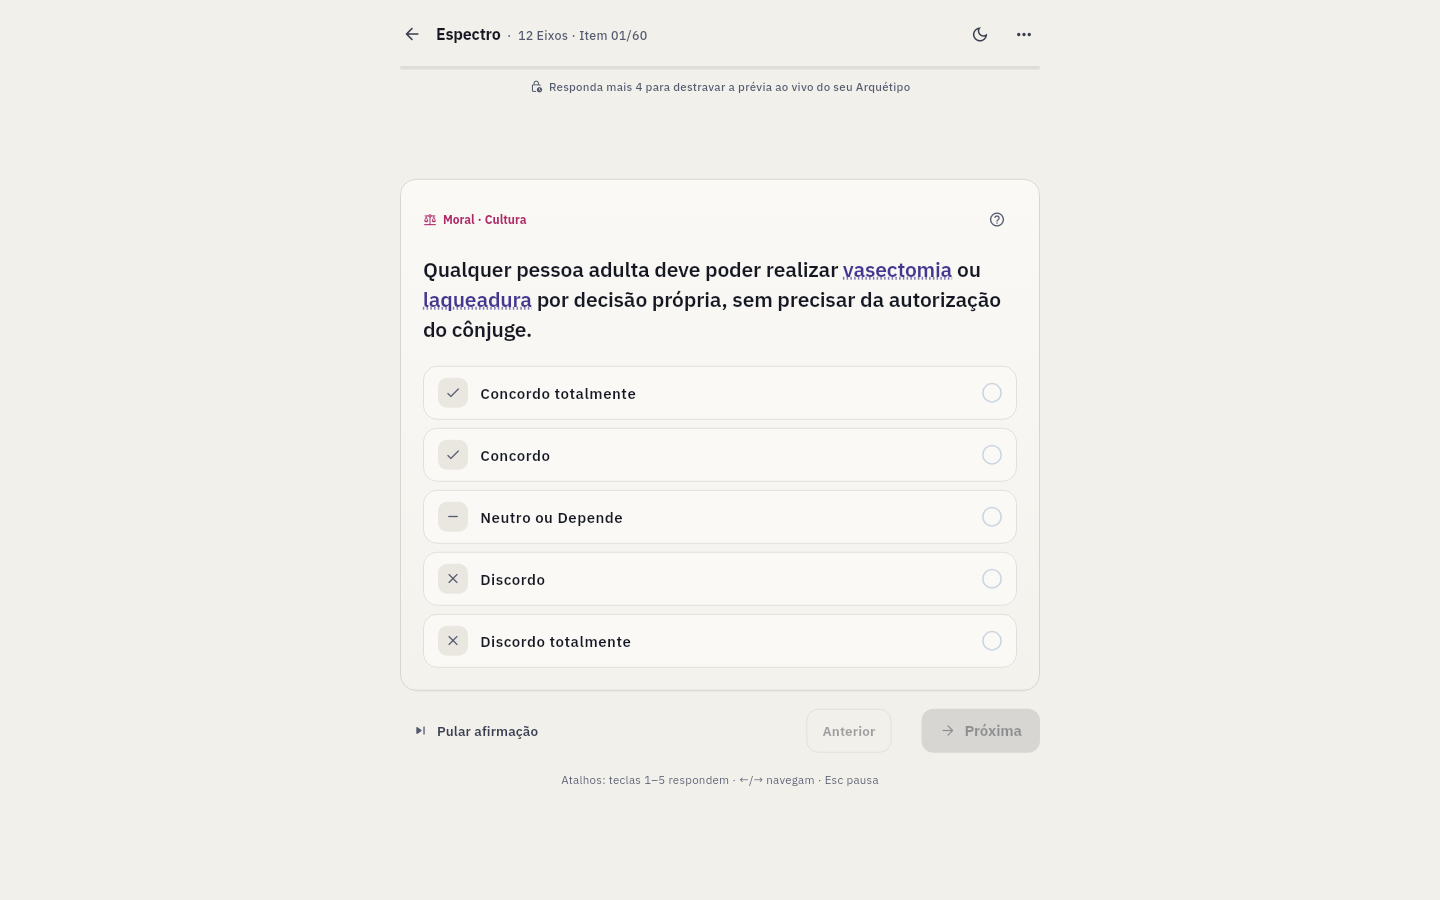 Espectro · 12 Eixos · Item 01/60
Responda mais 4 para destravar a prévia ao vivo do seu Arquétipo
Moral · Cultura
Qualquer pessoa adulta deve poder realizar vasectomia ou
laqueadura por decisão própria, sem precisar da autorização
do cônjuge.
Concordo totalmente
Concordo
Neutro ou Depende
Discordo
Discordo totalmente
Pular afirmação
Anterior
Próxima
Atalhos: teclas 1–5 respondem · ←/→ navegam · Esc pausa